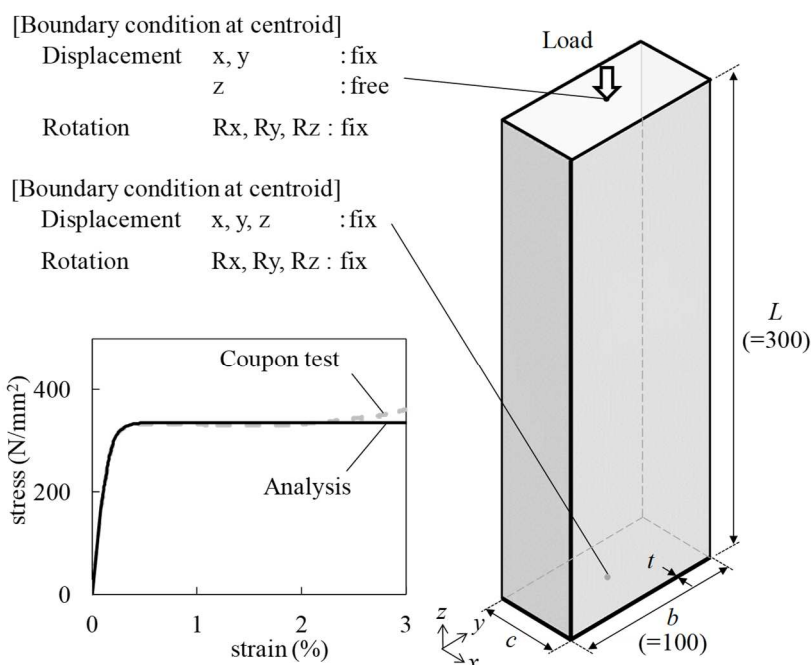 [Boundary condition at centroid]
Displacement x, y : fix
z : free
Rotation Rx, Ry, Rz : fix
[Boundary condition at centroid]
Displacement x, y, z : fix
Rotation Rx, Ry, Rz : fix
Load
L
(=300)
t
b
(=100)
c
z
y
x
stress (N/mm²)
400
200
0
Coupon test
Analysis
0 1 2 3
strain (%)